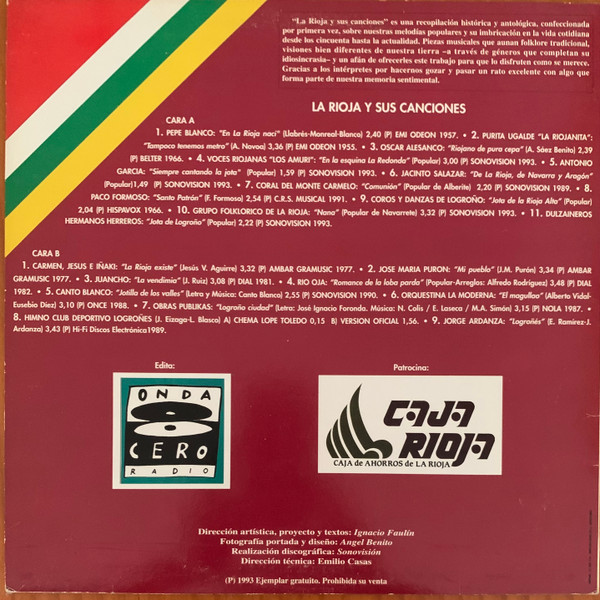 "La Rioja y sus canciones" es una recopilación histórica y antológica, confeccionada
por primera vez, sobre nuestras melodías populares y su imbricación en la vida cotidiana
desde los cincuenta hasta la actualidad. Piezas musicales que aunan folklore tradicional,
visiones bien diferentes de nuestra tierra -a través de géneros que completan su
idiosincrasia- y un afán de ofrecerles este trabajo para que lo disfruten como se merece.
Gracias a los intérpretes por hacernos gozar y pasar un rato excelente con algo que
forma parte de nuestra memoria sentimental.
LA RIOJA Y SUS CANCIONES
CARA A
1. PEPE BLANCO: "En La Rioja nací" (Llabrés-Monreal-Blanco) 2,40 (P) EMI ODEON 1957. • 2. PURITA UGALDE "LA RIOJANITA":
"Tampoco tenemos metro" (A. Navoa) 3,36 (P) EMI ODEON 1955. • 3. OSCAR ALESANCO: "Riojano de pura cepa" (A. Sáez Benito) 2,39
(P) BELTER 1966. • 4. VOCES RIOJANAS "LOS AMURI": "En la esquina La Redonda" (Popular) 3,00 (P) SONOVISION 1993. • 5. ANTONIO
GARCIA: "Siempre cantando la jota" (Popular) 1,59 (P) SONOVISION 1993. • 6. JACINTO SALAZAR: "De La Rioja, de Navarra y Aragón"
(Popular)1,49 (P) SONOVISION 1993. • 7. CORAL DEL MONTE CARMELO: "Comunión" (Popular de Alberite) 2,20 (P) SONOVISION 1989. • 8.
PACO FORMOSO: "Santo Patrán" (F. Formoso) 2,54 (P) C.R.S. MUSICAL 1991. • 9. COROS Y DANZAS DE LOGROÑO: "Jota de la Rioja Alta" (Popular)
2,04 (P) HISPAVOX 1966. • 10. GRUPO FOLKLORICO DE LA RIOJA: "Nana" (Popular de Navarrete) 3,32 (P) SONOVISION 1993. • 11. DULZAINEROS
HERMANOS HERREROS: "Jota de Logroño" (Popular) 2,22 (P) SONOVISION 1993.
CARA B
1. CARMEN, JESUS E IÑAKI: "La Rioja existe" (Jesús V. Aguirre) 3,32 (P) AMBAR GRAMUSIC 1977. • 2. JOSE MARIA PURON: "Mi pueblo" (J.M. Purón) 3,34 (P) AMBAR
GRAMUSIC 1977. • 3. JUANCHO: "La vendimia" (J. Ruiz) 3,08 (P) DIAL 1981. • 4. RIO OJA: "Romance de la loba parda" (Popular-Arreglos: Alfredo Rodríguez) 3,48 (P) DIAL
1982. • 5. CANTO BLANCO: "Jotilla de los valles" (Letra y Música: Canto Blanco) 2,55 (P) SONOVISION 1990. • 6. ORQUESTINA LA MODERNA: "El magulloo" (Alberto Vidal-
Eusebio Díez) 3,10 (P) ONCE 1988. • 7. OBRAS PUBLIKAS: "Logroño ciudad" (Letra: José Ignacio Foronda. Música: N. Colis / E. Laseca / M.A. Simón) 3,15 (P) NOLA 1987. •
8. HIMNO CLUB DEPORTIVO LOGROÑES (J. Eizaga-L. Blasco) A) CHEMA LOPE TOLEDO 0,15 B) VERSION OFICIAL 1,56. • 9. JORGE ARDANZA: "Logroñés" (E. Ramírez-J.
Ardanza) 3,43 (P) Hi-Fi Discos Electrónica1989.
Edita:
Patrocina:
ONDA
CERO
RADIO
CAJA
RIOJA
CAJA de AHORROS de LA RIOJA
Dirección artística, proyecto y textos: Ignacio Faulín
Fotografía portada y diseño: Angel Benito
Realización discográfica: Sonovisión
Dirección técnica: Emilio Casas
(P) 1993 Ejemplar gratuito. Prohibida su venta